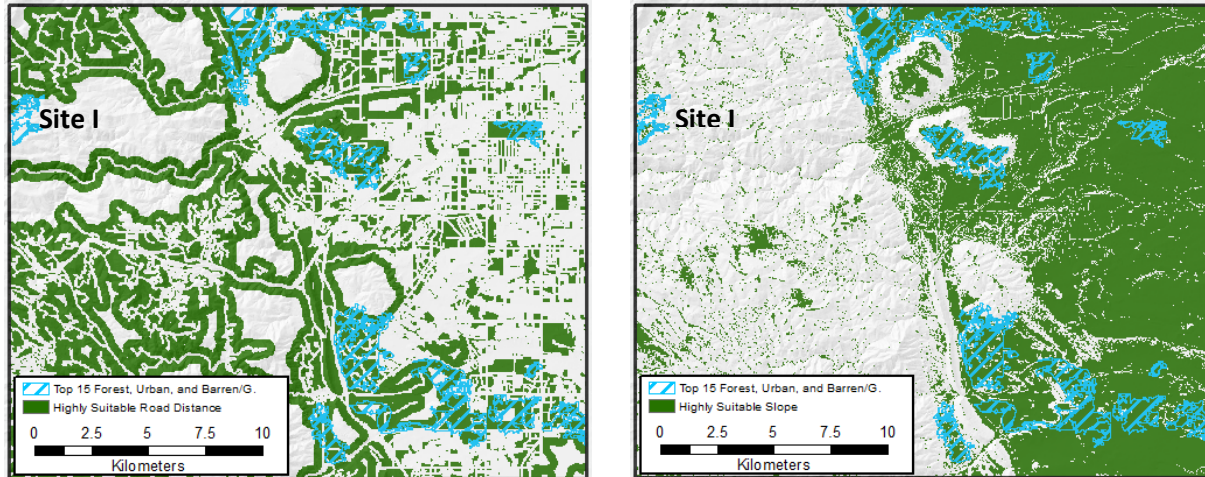 Site I
Top 15 Forest, Urban, and Barren/G.
Highly Suitable Road Distance
0 2.5 5 7.5 10
Kilometers
Site I
Top 15 Forest, Urban, and Barren/G.
Highly Suitable Slope
0 2.5 5 7.5 10
Kilometers